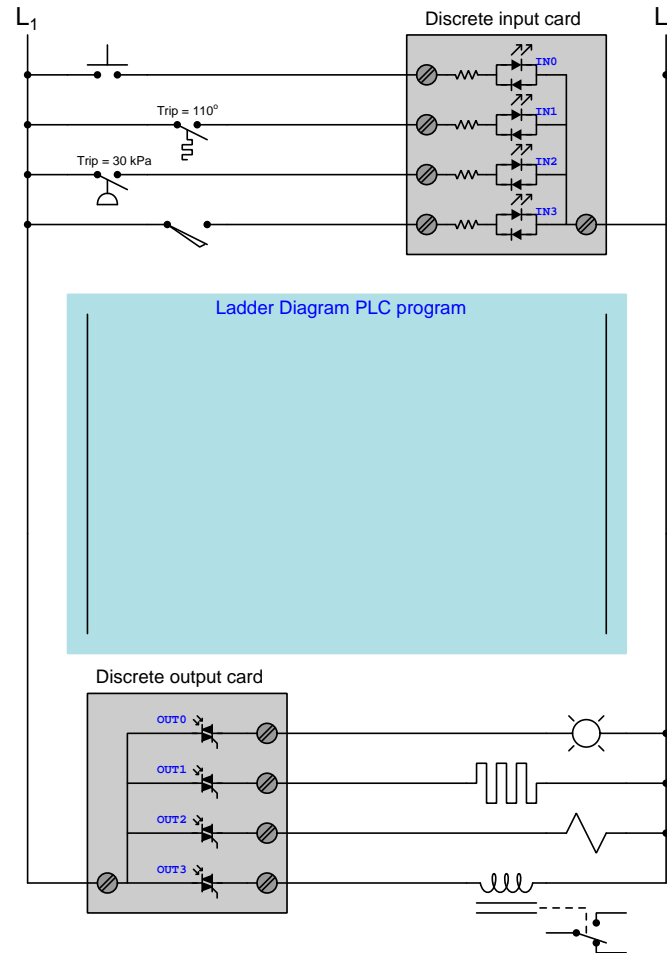 L1
Discrete input card
L
IN0
Trip = 110°
IN1
Trip = 30 kPa
IN2
IN3
Ladder Diagram PLC program
Discrete output card
OUT0
OUT1
OUT2
OUT3